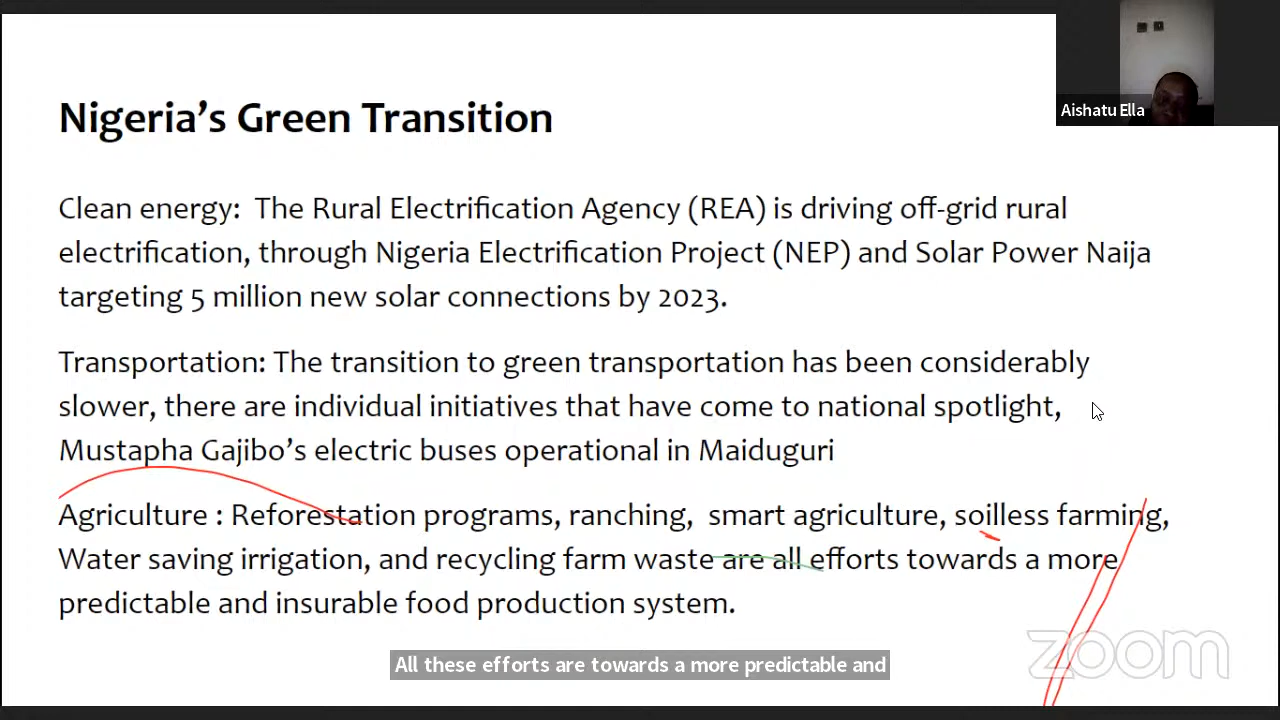 Aishatu Ella
Nigeria’s Green Transition
Clean energy: The Rural Electrification Agency (REA) is driving off-grid rural
electrification, through Nigeria Electrification Project (NEP) and Solar Power Naija
targeting 5 million new solar connections by 2023.
Transportation: The transition to green transportation has been considerably
slower, there are individual initiatives that have come to national spotlight,
Mustapha Gajibo’s electric buses operational in Maiduguri
Agriculture : Reforestation programs, ranching, smart agriculture, soilless farming,
Water saving irrigation, and recycling farm waste are all efforts towards a more
predictable and insurable food production system.
zoom
All these efforts are towards a more predictable and